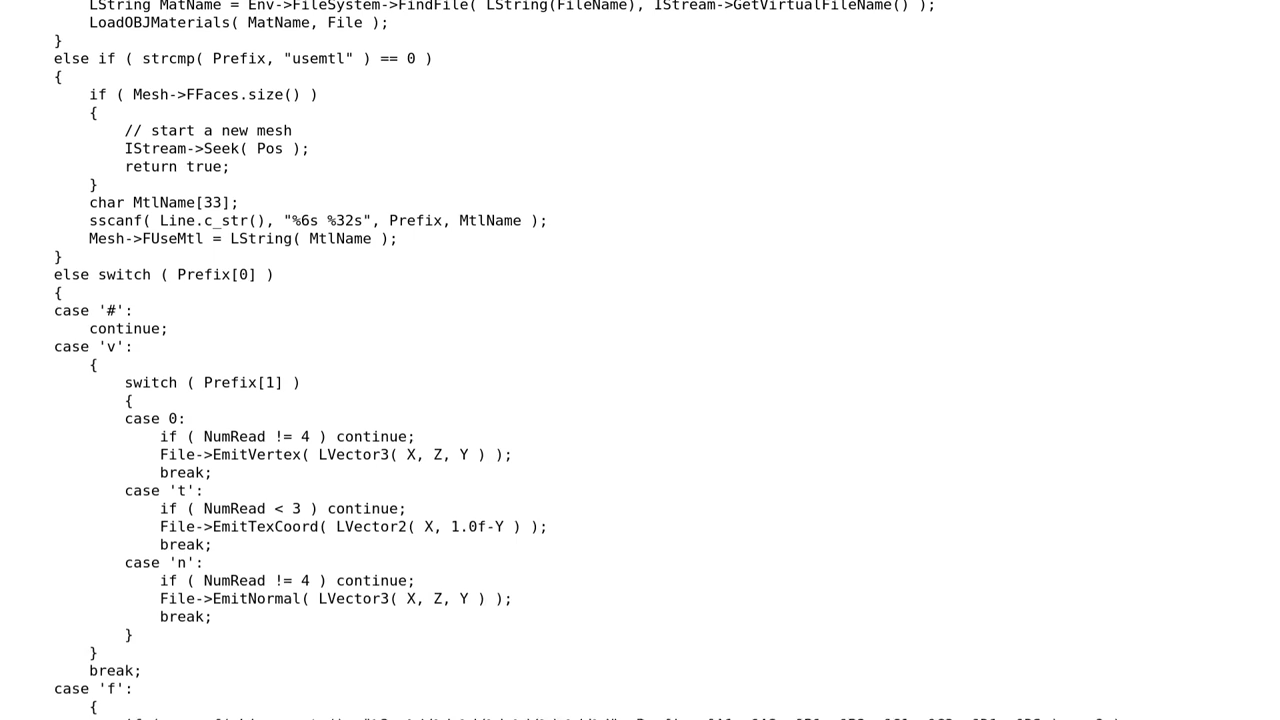 LString MatName = Env->FileSystem->FindFile( LString(FileName), IStream->GetVirtualFileName() );
LoadOBJMaterials( MatName, File );
}
else if ( strcmp( Prefix, "usemtl" ) == 0 )
{
if ( Mesh->FFaces.size() )
{
// start a new mesh
IStream->Seek( Pos );
return true;
}
char MtlName[33];
sscanf( Line.c_str(), "%6s %32s", Prefix, MtlName );
Mesh->FUseMtl = LString( MtlName );
}
else switch ( Prefix[0] )
{
case '#':
continue;
case 'v':
{
switch ( Prefix[1] )
{
case 0:
if ( NumRead != 4 ) continue;
File->EmitVertex( LVector3( X, Z, Y ) );
break;
case 't':
if ( NumRead < 3 ) continue;
File->EmitTexCoord( LVector2( X, 1.0f-Y ) );
break;
case 'n':
if ( NumRead != 4 ) continue;
File->EmitNormal( LVector3( X, Z, Y ) );
break;
}
}
break;
case 'f':
{